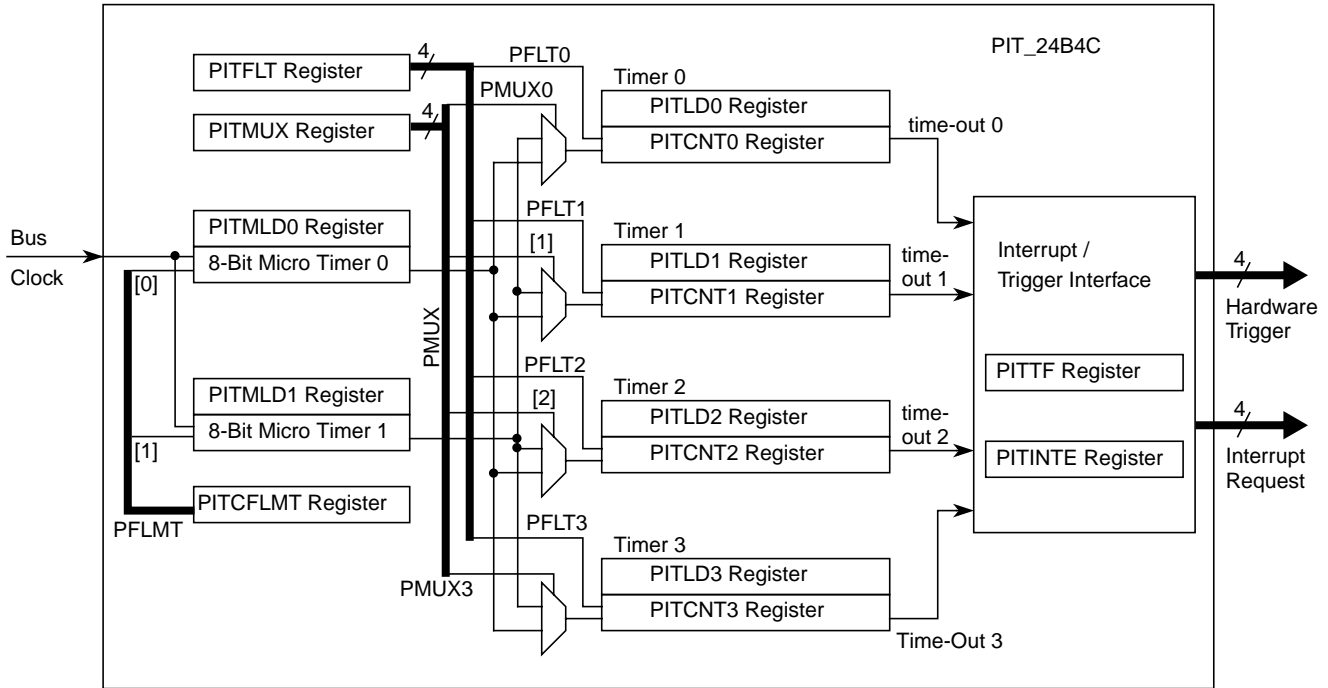 PIT_24B4C
4
PFLT0
PITFLT Register
Timer 0
PMUX0
PITLD0 Register
4
PITMUX Register
PITCNT0 Register
time-out 0
PITMLD0 Register
PFLT1
Bus
Clock
8-Bit Micro Timer 0
[0]
[1]
Timer 1
PITLD1 Register
PITCNT1 Register
time-
out 1
Interrupt /
Trigger Interface
4
Hardware
Trigger
PMUX
PFLT2
PITMLD1 Register
8-Bit Micro Timer 1
[1]
[2]
Timer 2
PITLD2 Register
PITCNT2 Register
time-
out 2
PITTF Register
PITINTE Register
4
Interrupt
Request
PITCFLMT Register
PFLMT
PFLT3
Timer 3
PMUX3
PITLD3 Register
PITCNT3 Register
Time-Out 3